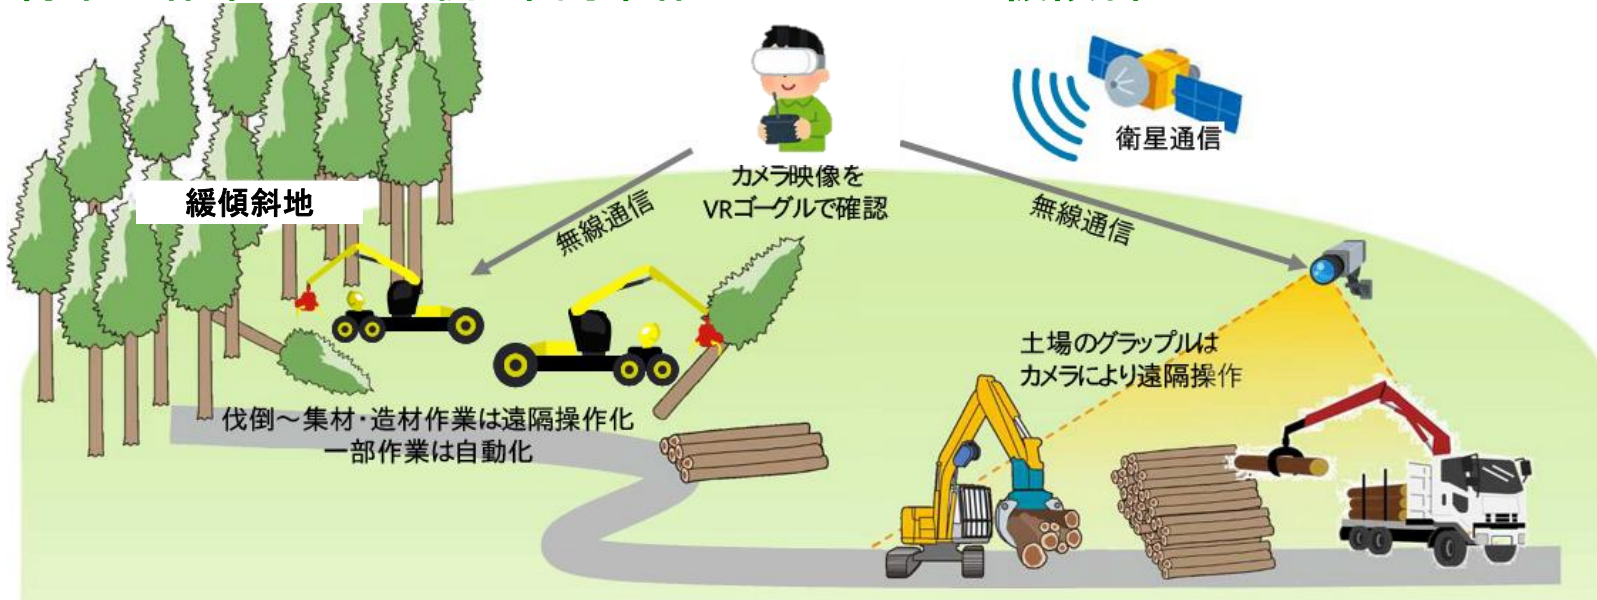 衛星通信
カメラ映像を
VRゴーグルで確認
緩傾斜地
無線通信
無線通信
土場のグラップルは
カメラにより遠隔操作
伐倒～集材・造材作業は遠隔操作化
一部作業は自動化